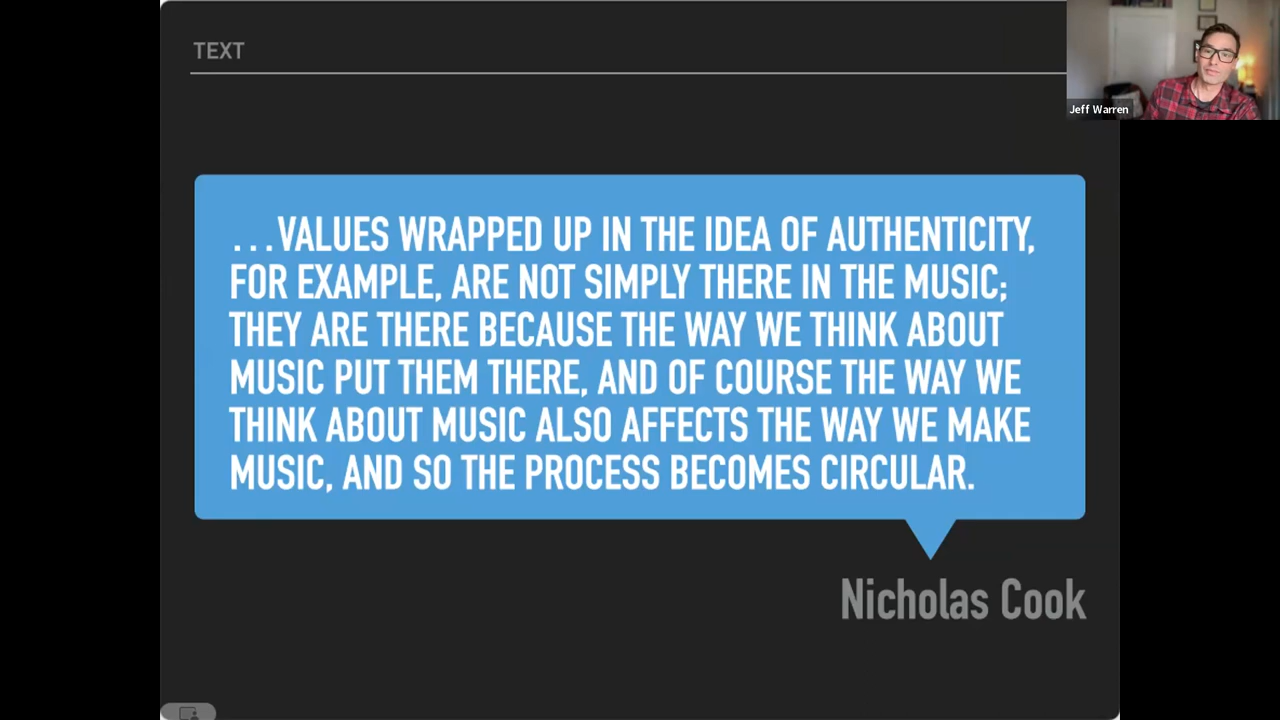 TEXT
Jeff Warren
...VALUES WRAPPED UP IN THE IDEA OF AUTHENTICITY,
FOR EXAMPLE, ARE NOT SIMPLY THERE IN THE MUSIC;
THEY ARE THERE BECAUSE THE WAY WE THINK ABOUT
MUSIC PUT THEM THERE, AND OF COURSE THE WAY WE
THINK ABOUT MUSIC ALSO AFFECTS THE WAY WE MAKE
MUSIC, AND SO THE PROCESS BECOMES CIRCULAR.
Nicholas Cook